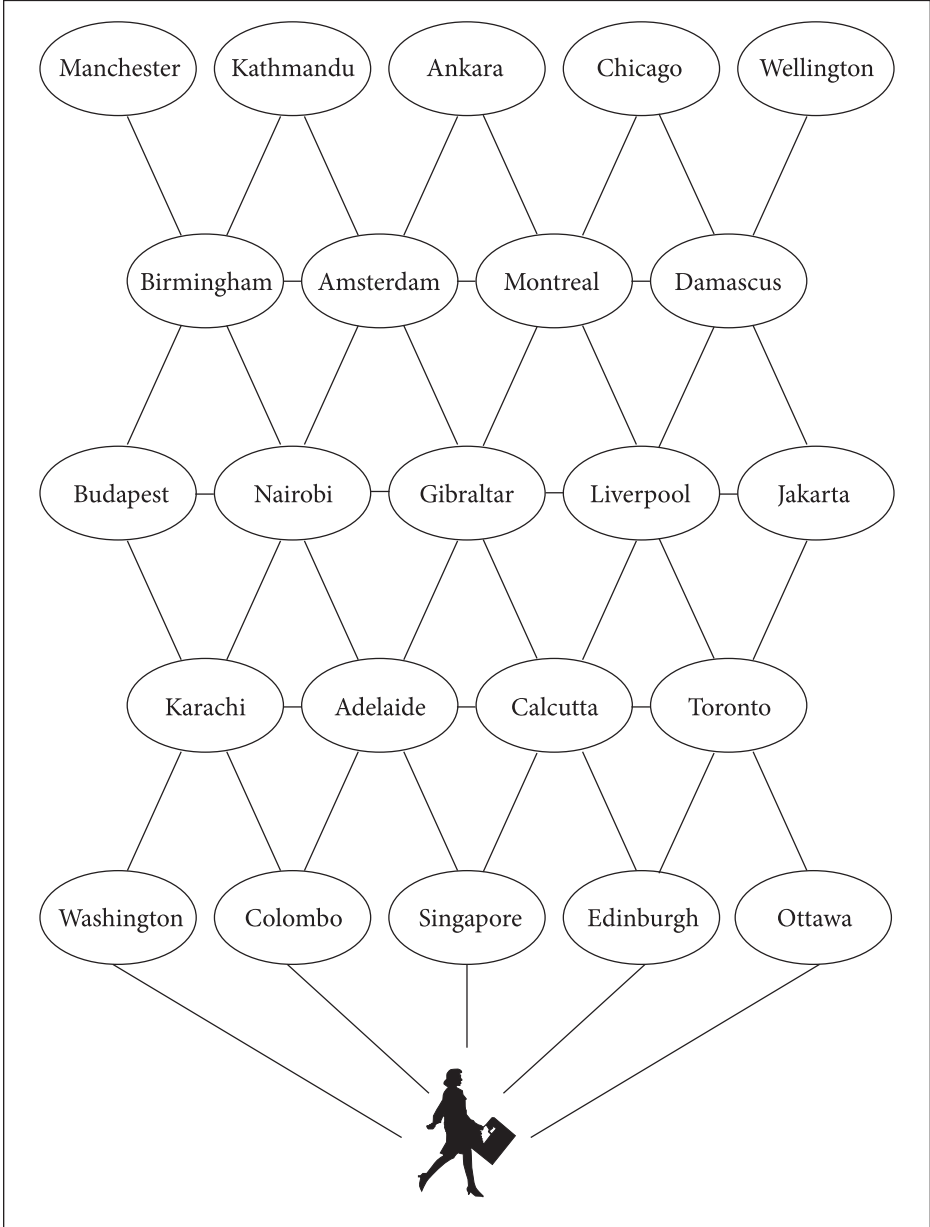 Manchester
Kathmandu
Ankara
Chicago
Wellington
Birmingham
Amsterdam
Montreal
Damascus
Budapest
Nairobi
Gibraltar
Liverpool
Jakarta
Karachi
Adelaide
Calcutta
Toronto
Washington
Colombo
Singapore
Edinburgh
Ottawa